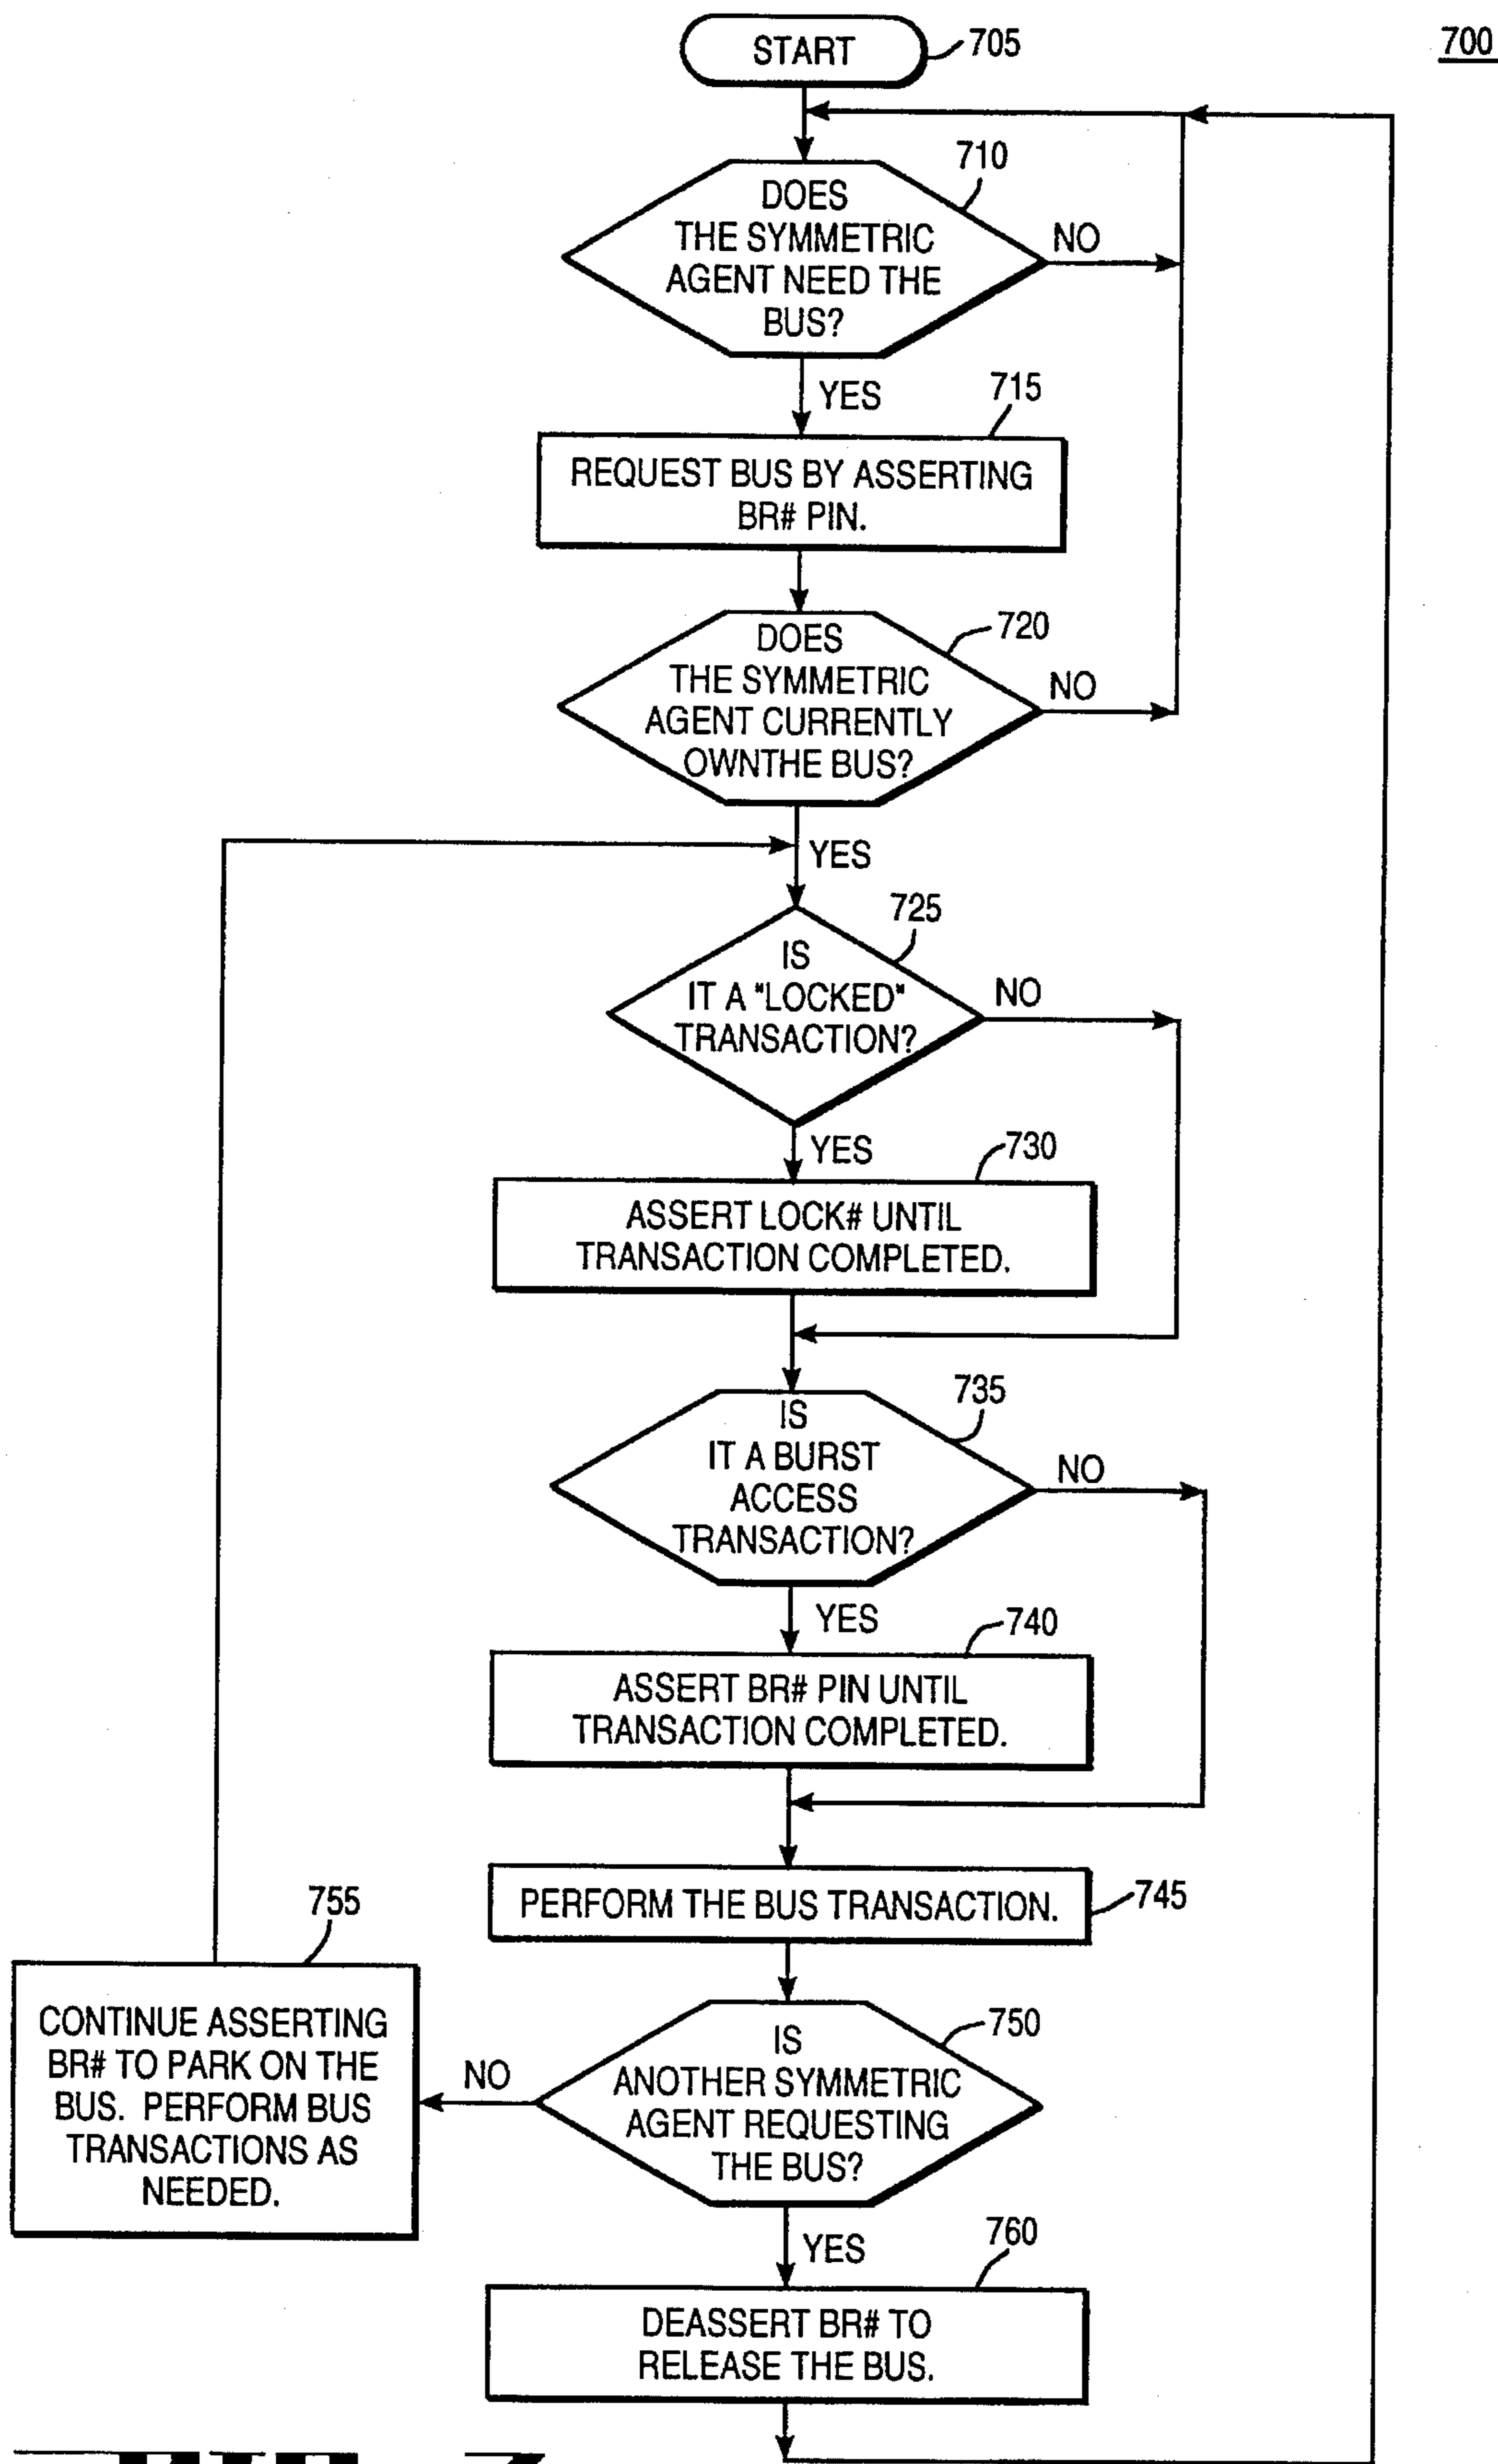 700
START
705
DOES
THE SYMMETRIC
AGENT NEED THE
BUS?
710
NO
YES
715
REQUEST BUS BY ASSERTING
BR# PIN.
DOES
THE SYMMETRIC
AGENT CURRENTLY
OWNTHE BUS?
720
NO
YES
725
IS
IT A "LOCKED"
TRANSACTION?
NO
YES
730
ASSERT LOCK# UNTIL
TRANSACTION COMPLETED.
735
IS
IT A BURST
ACCESS
TRANSACTION?
NO
YES
740
ASSERT BR# PIN UNTIL
TRANSACTION COMPLETED.
PERFORM THE BUS TRANSACTION.
745
755
CONTINUE ASSERTING
BR# TO PARK ON THE
BUS. PERFORM BUS
TRANSACTIONS AS
NEEDED.
NO
IS
ANOTHER SYMMETRIC
AGENT REQUESTING
THE BUS?
750
YES
760
DEASSERT BR# TO
RELEASE THE BUS.